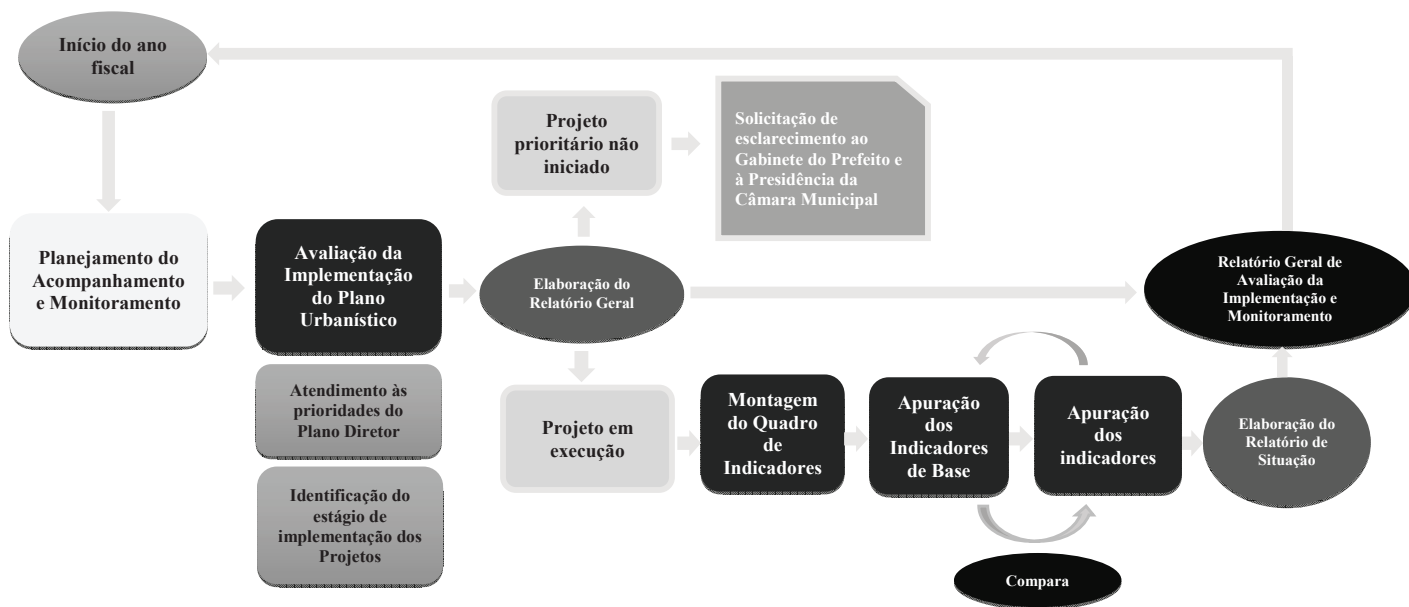 Início do ano
fiscal
Projeto
prioritário não
iniciado
Solicitação de
esclarecimento ao
Gabinete do Prefeito e
à Presidência da
Câmara Municipal
Planejamento do
Acompanhamento
e Monitoramento
Avaliação da
Implementação
do Plano
Urbanístico
Elaboração do
Relatório Geral
Relatório Geral de
Avaliação da
Implementação e
Monitoramento
Atendimento às
prioridades do
Plano Diretor
Identificação do
estágio de
implementação dos
Projetos
Projeto em
execução
Montagem
do Quadro
de
Indicadores
Apuração
dos
Indicadores
de Base
Apuração
dos
indicadores
Elaboração do
Relatório de
Situação
Compara